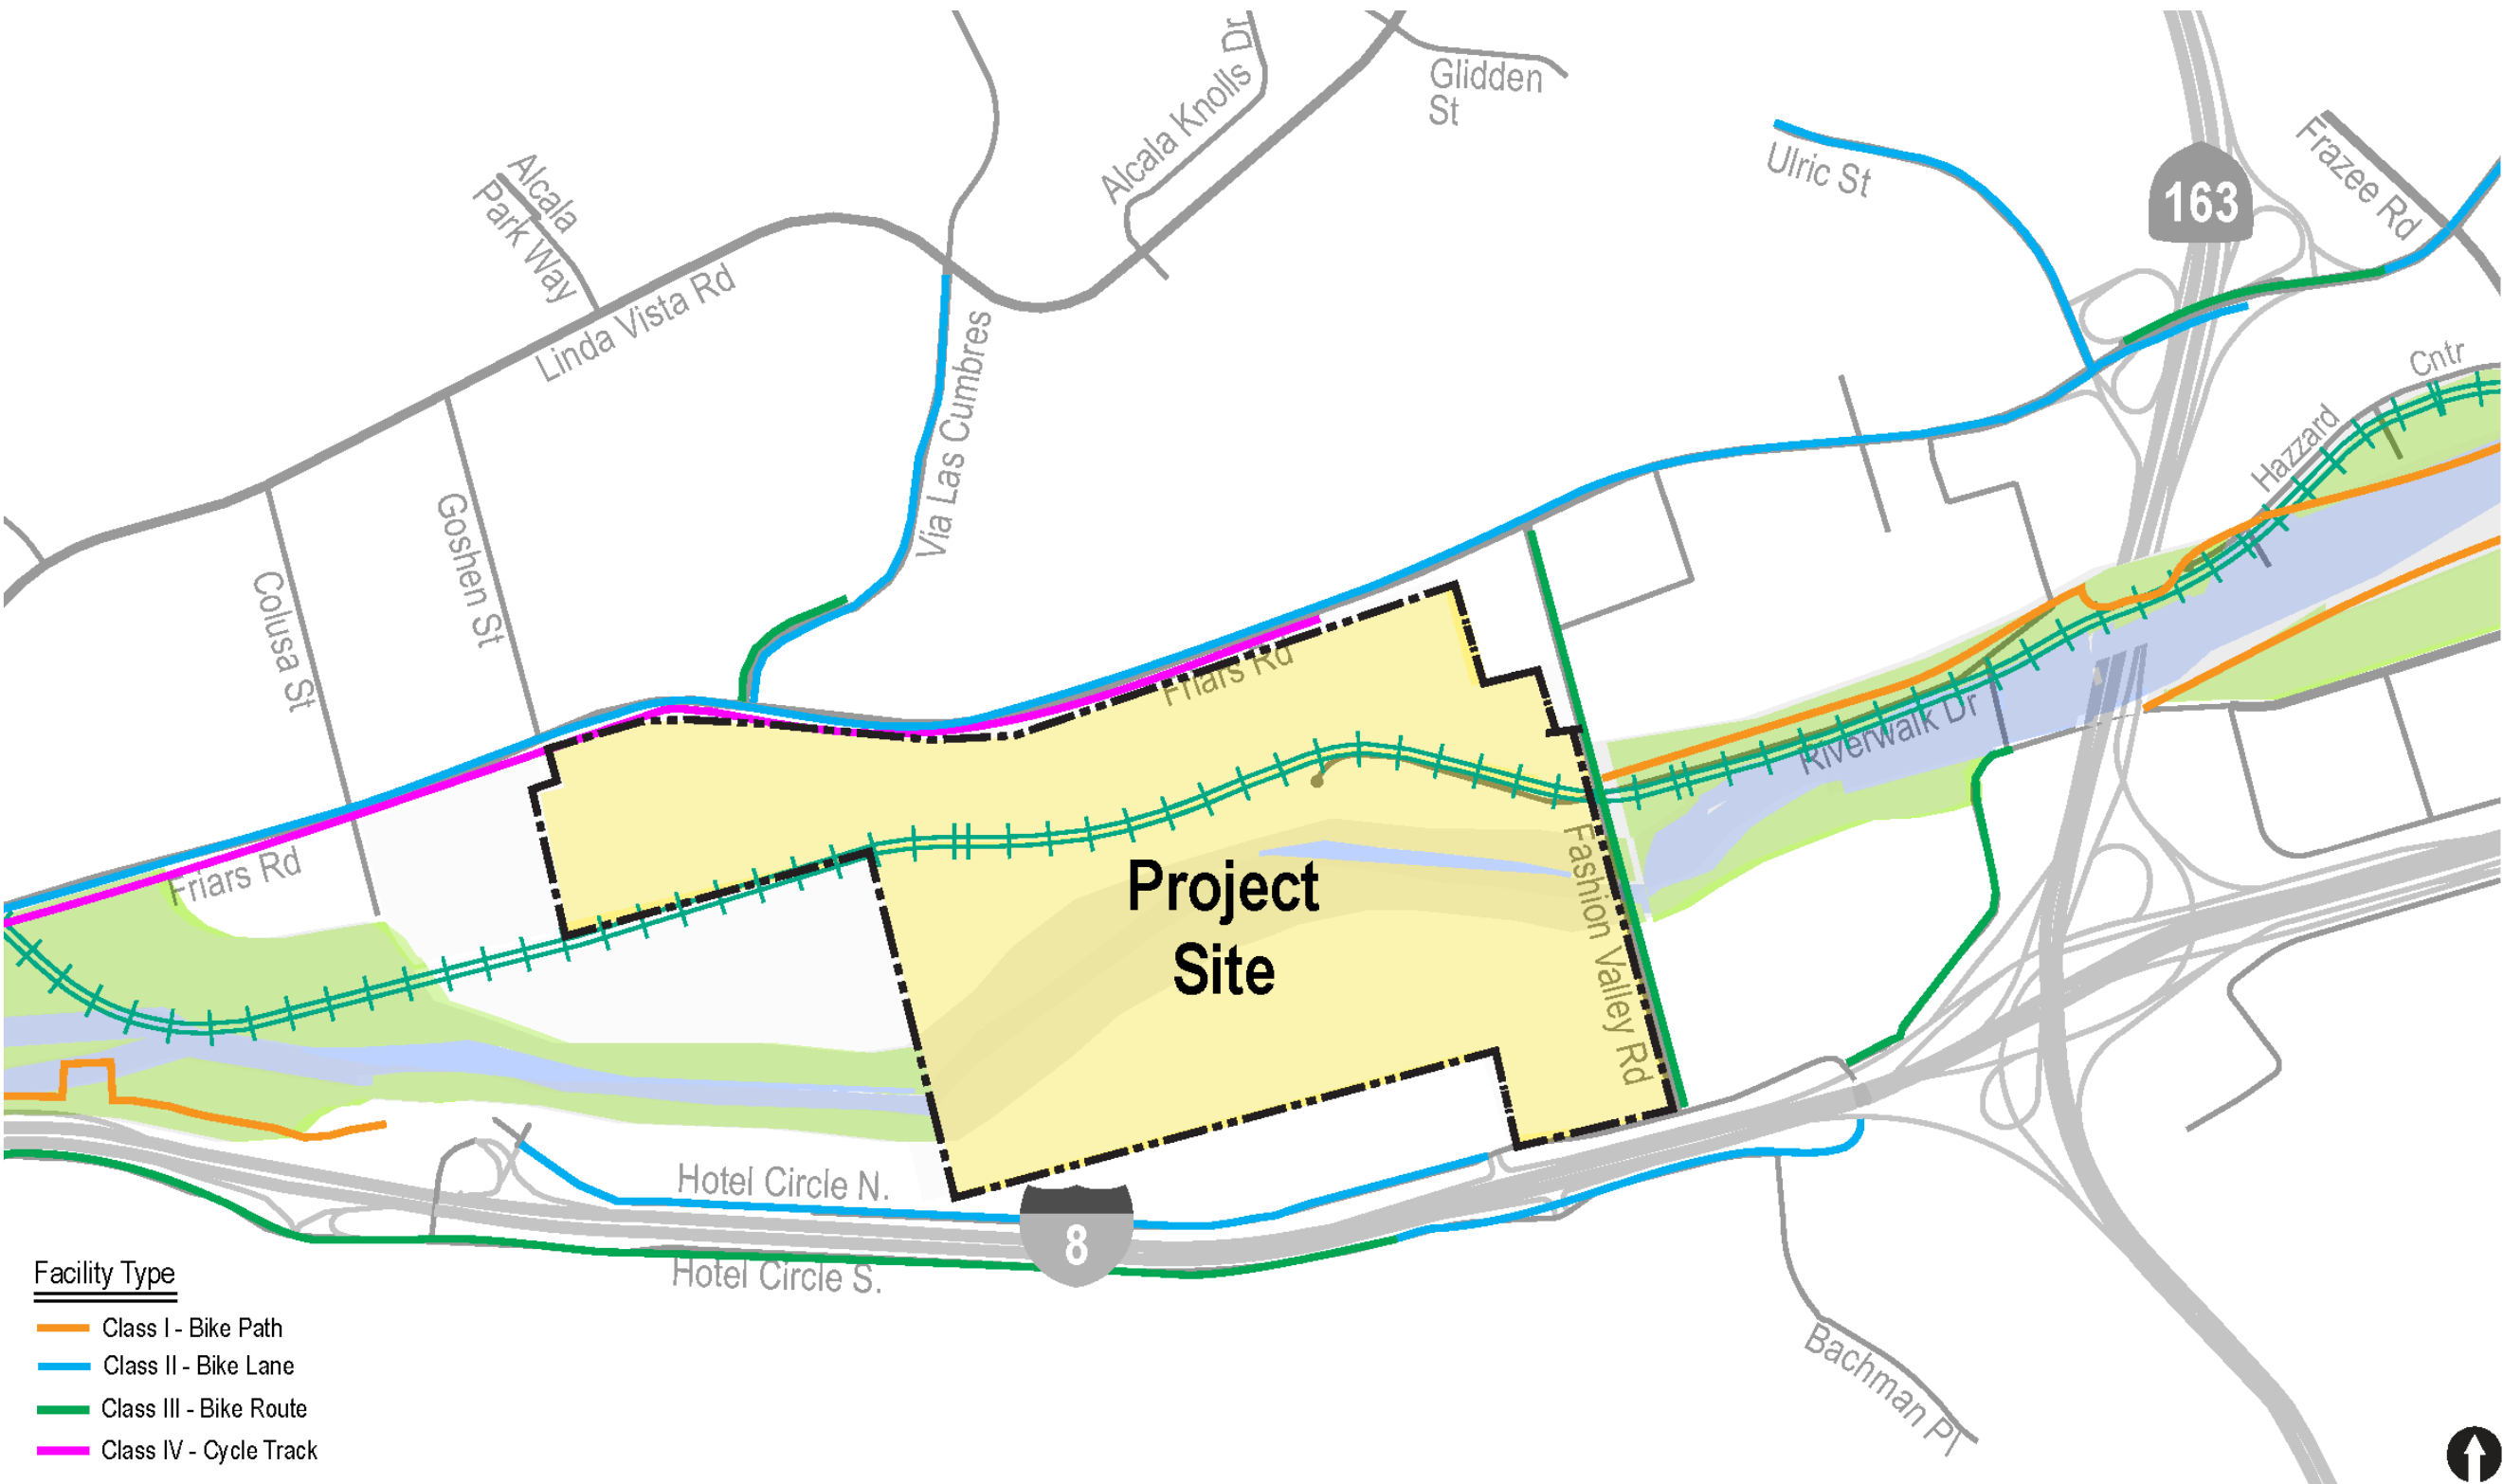 Alcala Knolls Dr
Glidden
St
Ulric St
163
Frazee Rd
Alcala
Park Way
Linda Vista Rd
Via Las Cumbres
Cntr
Hazzard
Goshen St
Colusa St
Friars Rd
Friars Rd
Riverwalk Dr
Fashion Valley Rd
Project
Site
Hotel Circle N.
8
Hotel Circle S.
Bachman Pl
Facility Type
Class I - Bike Path
Class II - Bike Lane
Class III - Bike Route
Class IV - Cycle Track